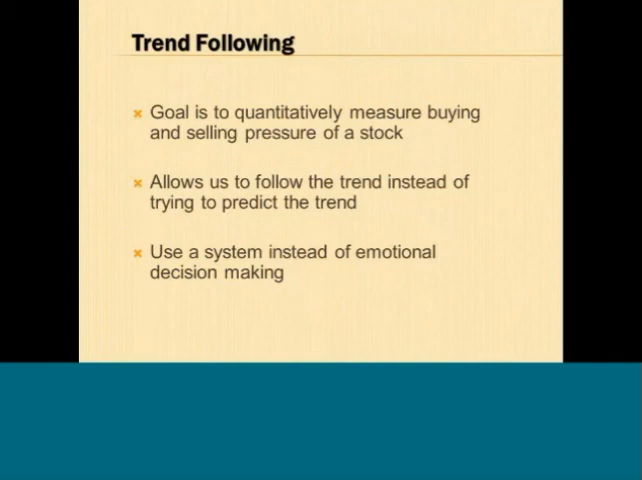 Trend Following
Goal is to quantitatively measure buying
and selling pressure of a stock
Allows us to follow the trend instead of
trying to predict the trend
Use a system instead of emotional
decision making